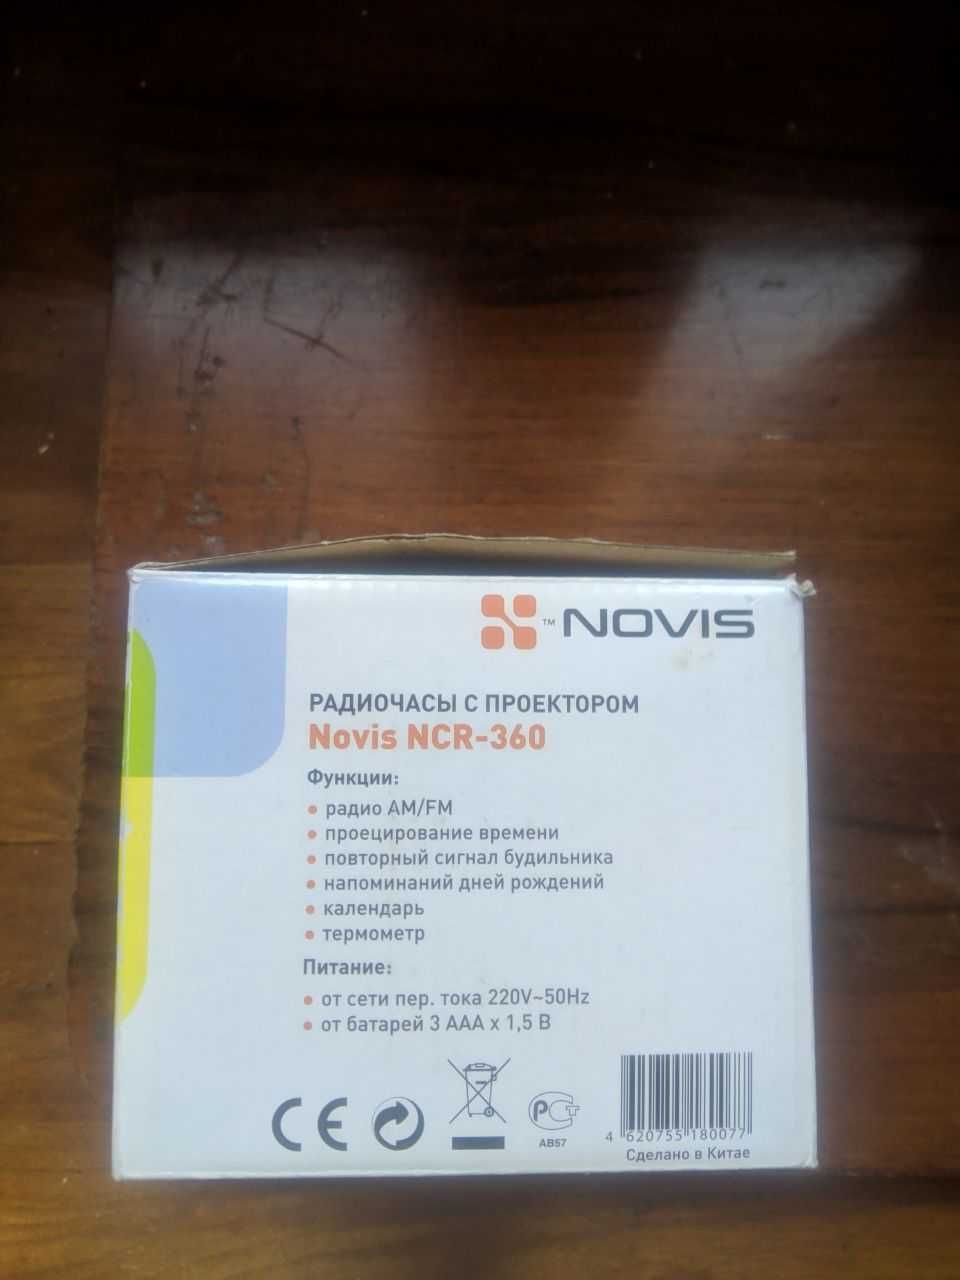 ™ NOVIS
РАДИОЧАСЫ С ПРОЕКТОРОМ
Novis NCR-360
Функции:
• радио AM/FM
• проецирование времени
• повторный сигнал будильника
• напоминаний дней рождений
• календарь
• термометр
Питание:
• от сети пер. тока 220V~50Hz
• от батарей 3 AAA x 1,5 В
CE
РСТ
АВ57
4 620755 180077
Сделано в Китае